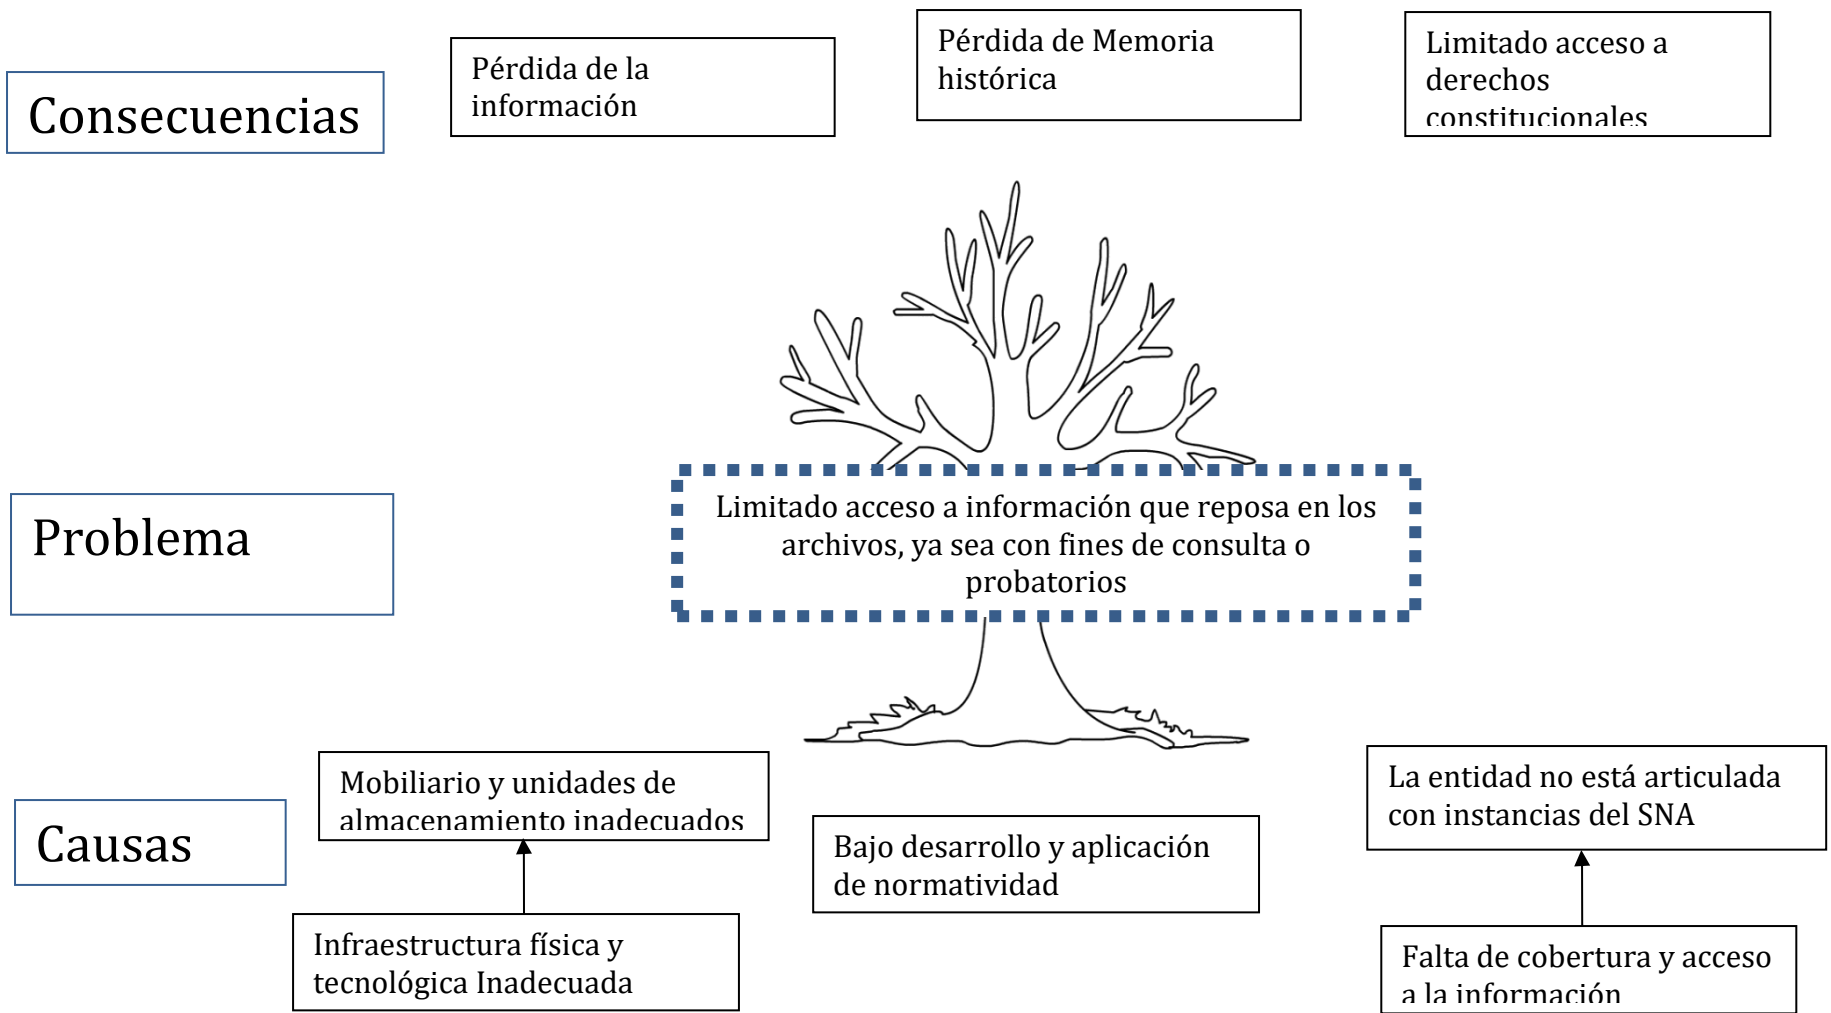 Consecuencias
Pérdida de la
información
Pérdida de Memoria
histórica
Limitado acceso a
derechos
constitucionales
Problema
Limitado acceso a información que reposa en los
archivos, ya sea con fines de consulta o
probatorios
Causas
Mobiliario y unidades de
almacenamiento inadecuados
Infraestructura física y
tecnológica Inadecuada
Bajo desarrollo y aplicación
de normatividad
La entidad no está articulada
con instancias del SNA
Falta de cobertura y acceso
a la información